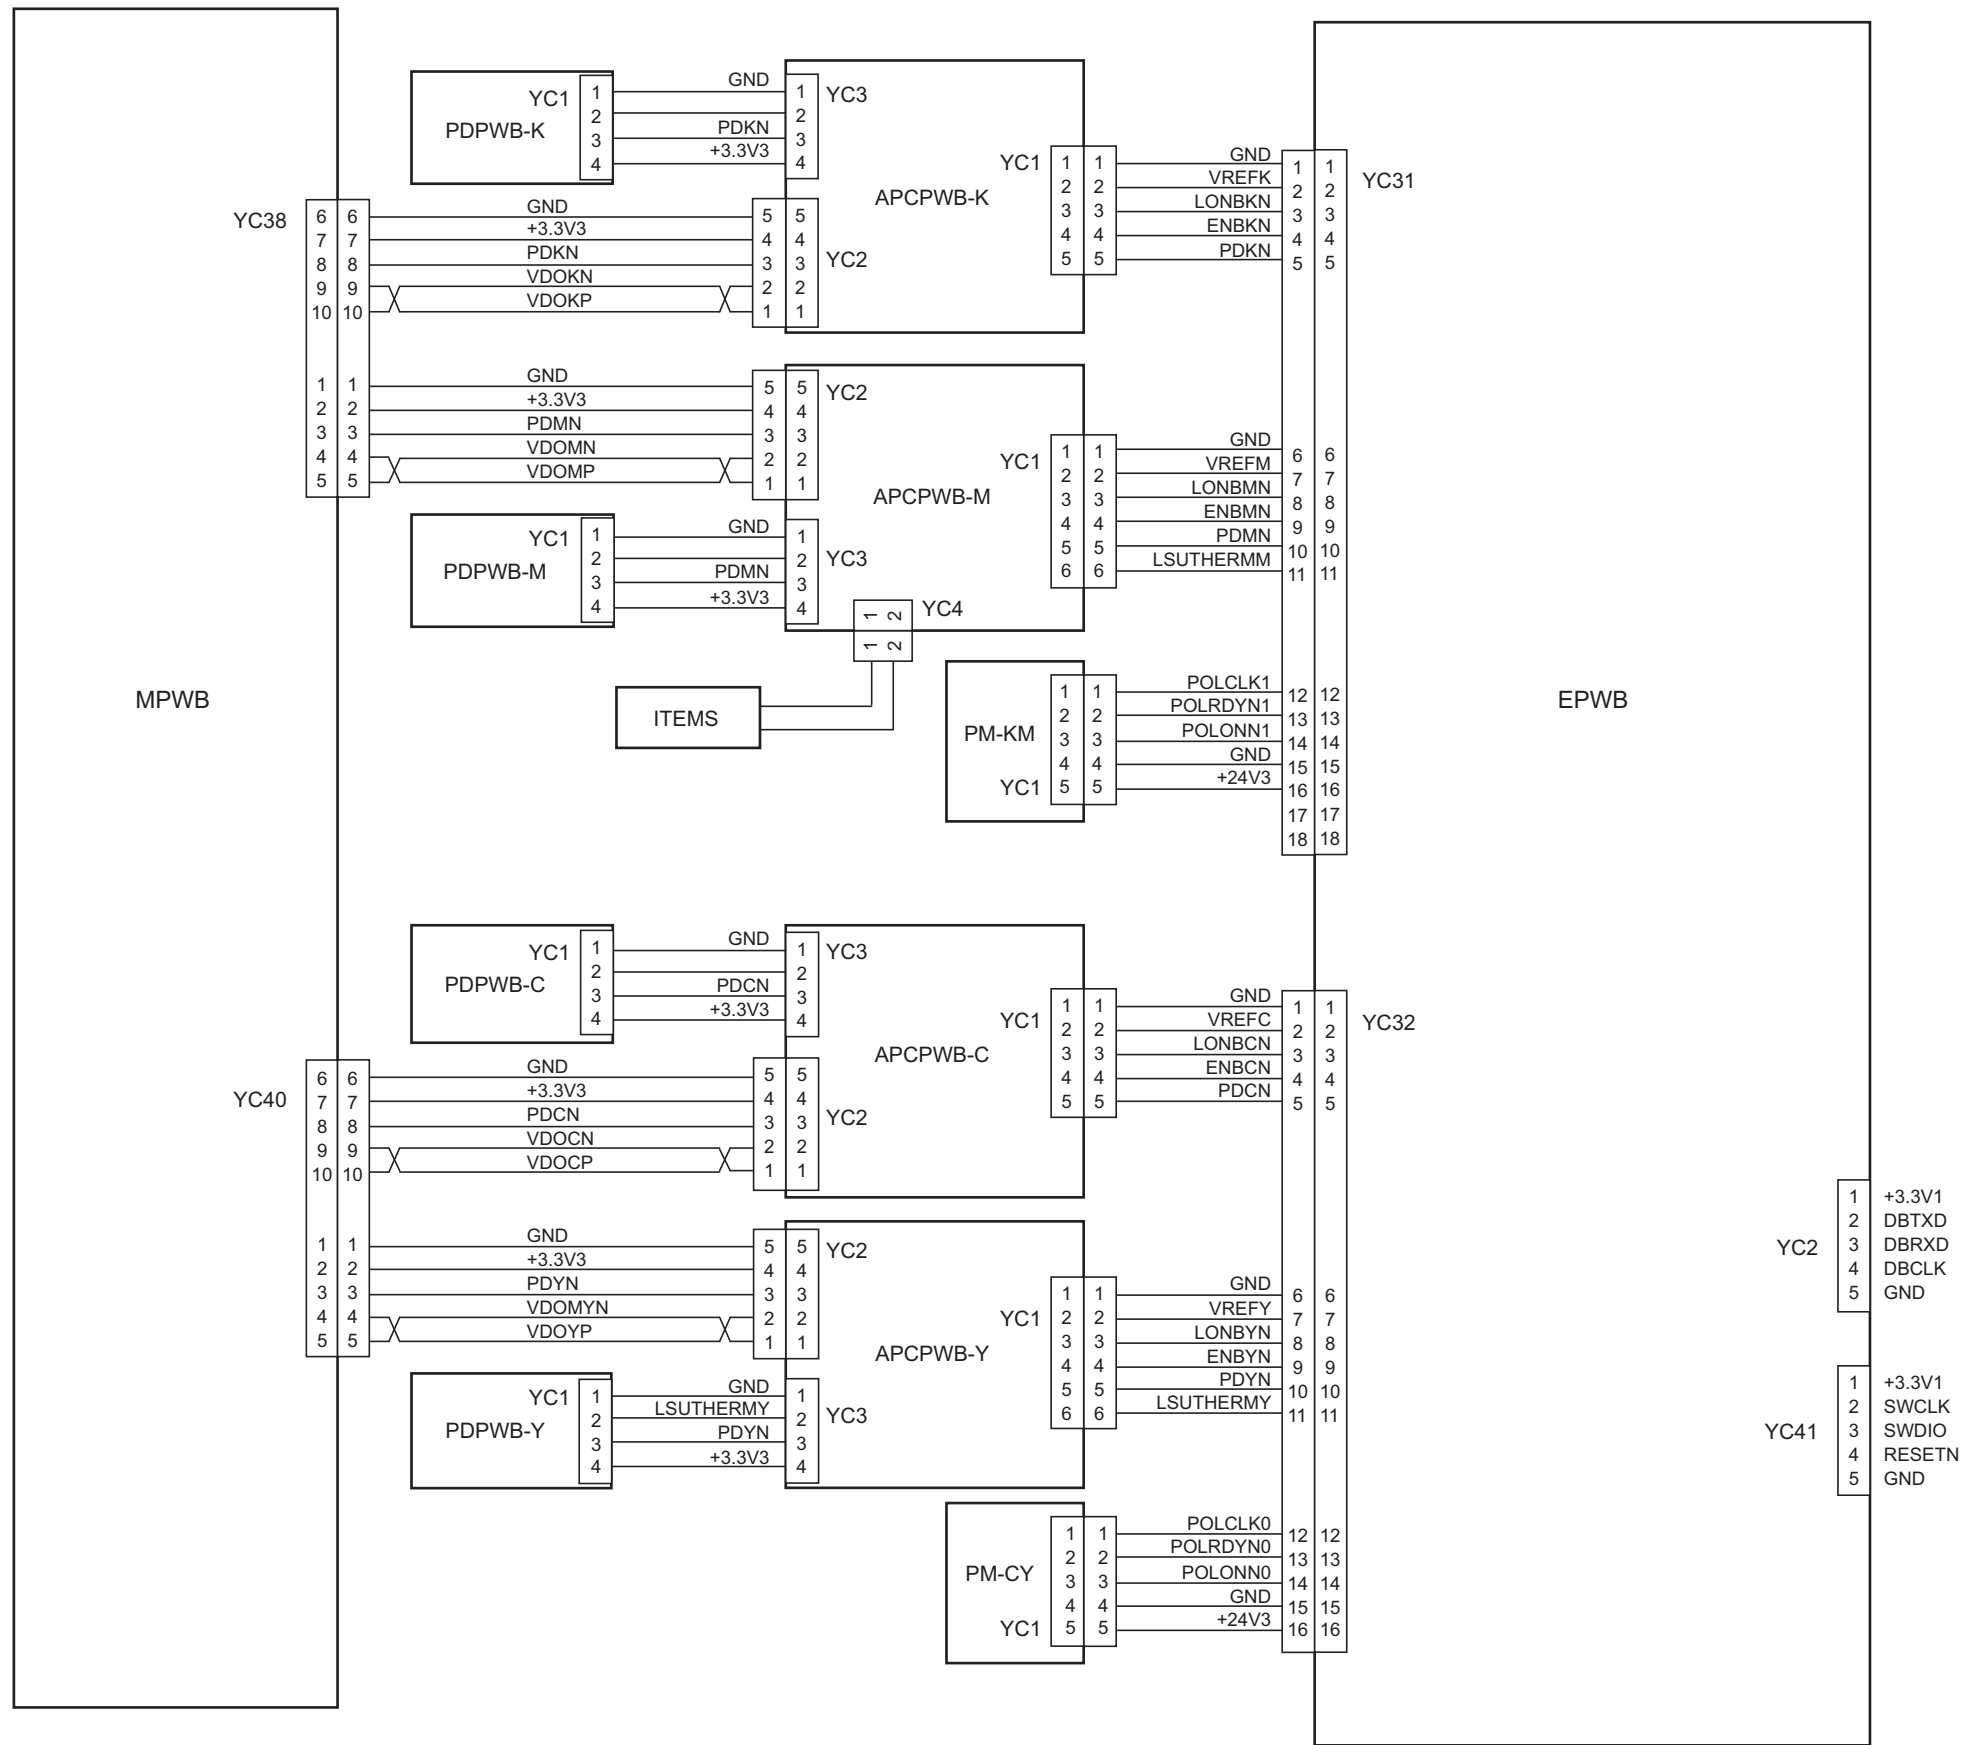 MPWB
YC38
6 6
7 7
8 8
9 9
10 10
1 1
2 2
3 3
4 4
5 5
YC40
6 6
7 7
8 8
9 9
10 10
1 1
2 2
3 3
4 4
5 5
PDPWB-K
YC1
1
2
3
4
GND
PDKN
+3.3V3
1
2
3
4
YC3
GND
+3.3V3
PDKN
VDOKN
VDOKP
5 5
4 4
3 3
2 2
1 1
YC2
APCPWB-K
YC1
1 1
2 2
3 3
4 4
5 5
GND
VREFK
LONBKN
ENBKN
PDKN
GND
+3.3V3
PDMN
VDOMN
VDOMP
5 5
4 4
3 3
2 2
1 1
YC2
APCPWB-M
YC1
1 1
2 2
3 3
4 4
5 5
6 6
GND
VREFM
LONBMN
ENBMN
PDMN
LSUTHERMM
PDPWB-M
YC1
1
2
3
4
GND
PDMN
+3.3V3
1
2
3
4
YC3
1 2
1 2
YC4
ITEMS
PM-KM
YC1
1 1
2 2
3 3
4 4
5 5
POLCLK1
POLRDYN1
POLONN1
GND
+24V3
1 1
2 2
3 3
4 4
5 5
6 6
7 7
8 8
9 9
10 10
11 11
12 12
13 13
14 14
15 15
16 16
17 17
18 18
YC31
EPWB
PDPWB-C
YC1
1
2
3
4
GND
PDCN
+3.3V3
1
2
3
4
YC3
GND
+3.3V3
PDCN
VDOCN
VDOCP
5 5
4 4
3 3
2 2
1 1
YC2
APCPWB-C
YC1
1 1
2 2
3 3
4 4
5 5
GND
VREFC
LONBCN
ENBCN
PDCN
GND
+3.3V3
PDYN
VDOMYN
VDOYP
5 5
4 4
3 3
2 2
1 1
YC2
APCPWB-Y
YC1
1 1
2 2
3 3
4 4
5 5
6 6
GND
VREFY
LONBYN
ENBYN
PDYN
LSUTHERMY
PDPWB-Y
YC1
1
2
3
4
GND
LSUTHERMY
PDYN
+3.3V3
1
2
3
4
YC3
PM-CY
YC1
1 1
2 2
3 3
4 4
5 5
POLCLK0
POLRDYN0
POLONN0
GND
+24V3
1 1
2 2
3 3
4 4
5 5
6 6
7 7
8 8
9 9
10 10
11 11
12 12
13 13
14 14
15 15
16 16
YC32
YC2
1 +3.3V1
2 DBTXD
3 DBRXD
4 DBCLK
5 GND
YC41
1 +3.3V1
2 SWCLK
3 SWDIO
4 RESETN
5 GND